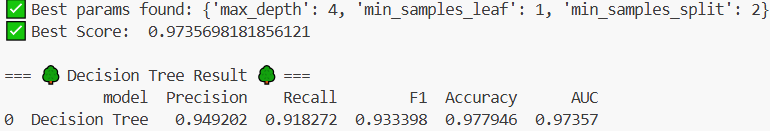 ✅ Best params found: {'max_depth': 4, 'min_samples_leaf': 1, 'min_samples_split': 2}
✅ Best Score:  0.9735698181856121
=== 🌳 Decision Tree Result 🌳 ===
model  Precision    Recall        F1  Accuracy      AUC
0  Decision Tree   0.949202  0.918272  0.933398  0.977946  0.97357